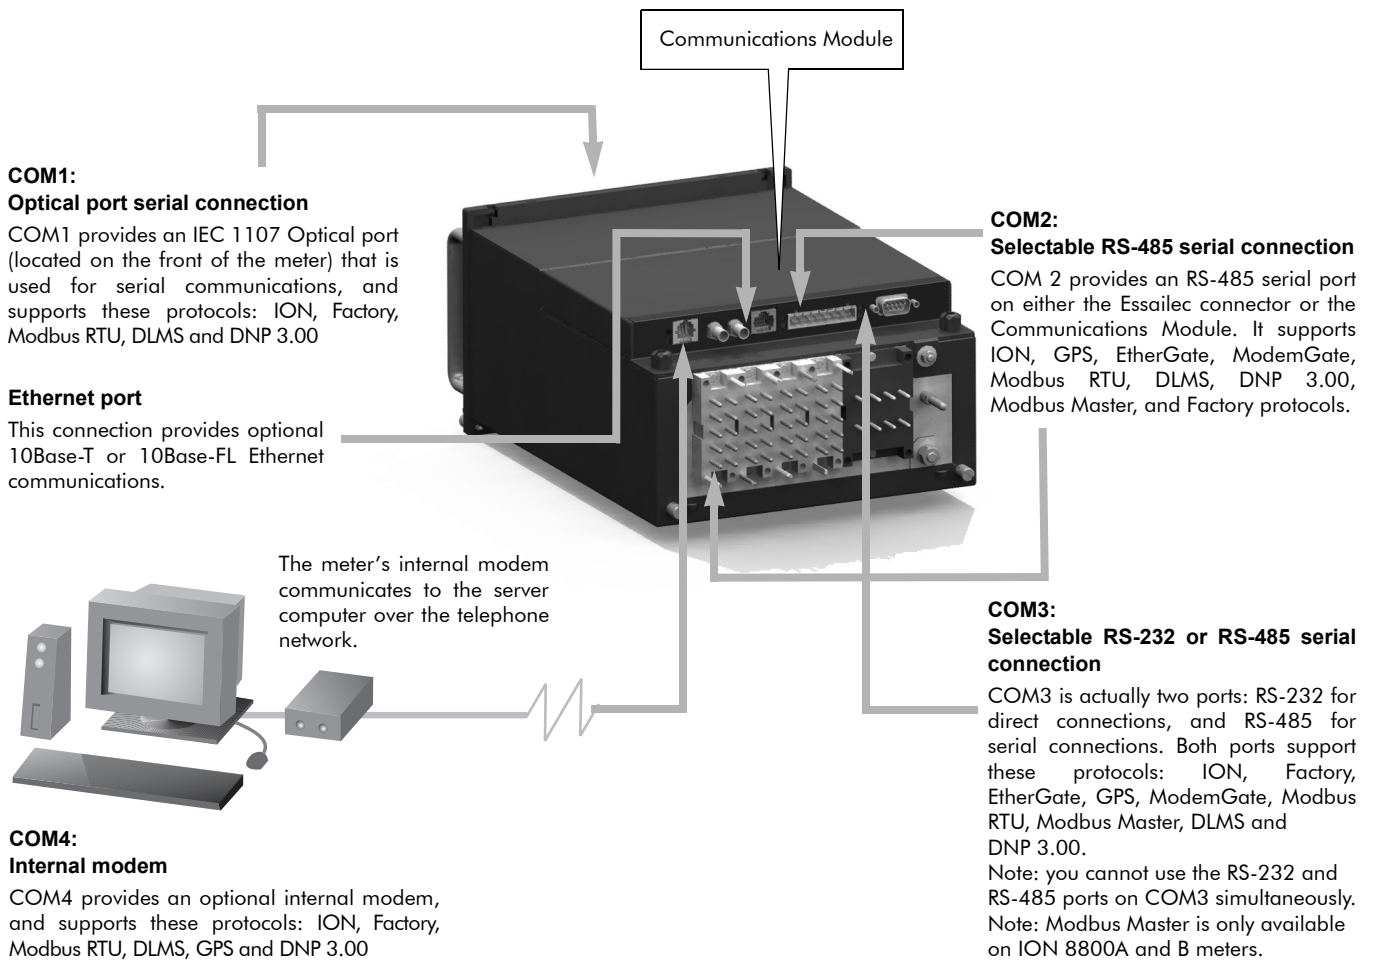 Communications Module
COM1:
Optical port serial connection
COM1 provides an IEC 1107 Optical port
(located on the front of the meter) that is
used for serial communications, and
supports these protocols: ION, Factory,
Modbus RTU, DLMS and DNP 3.00
Ethernet port
This connection provides optional
10Base-T or 10Base-FL Ethernet
communications.
The meter's internal modem
communicates to the server
computer over the telephone
network.
COM4:
Internal modem
COM4 provides an optional internal modem,
and supports these protocols: ION, Factory,
Modbus RTU, DLMS, GPS and DNP 3.00
COM2:
Selectable RS-485 serial connection
COM 2 provides an RS-485 serial port
on either the Essailec connector or the
Communications Module. It supports
ION, GPS, EtherGate, ModemGate,
Modbus RTU, DLMS, DNP 3.00,
Modbus Master, and Factory protocols.
COM3:
Selectable RS-232 or RS-485 serial
connection
COM3 is actually two ports: RS-232 for
direct connections, and RS-485 for
serial connections. Both ports support
these protocols: ION, Factory,
EtherGate, GPS, ModemGate, Modbus
RTU, Modbus Master, DLMS and
DNP 3.00.
Note: you cannot use the RS-232 and
RS-485 ports on COM3 simultaneously.
Note: Modbus Master is only available
on ION 8800A and B meters.